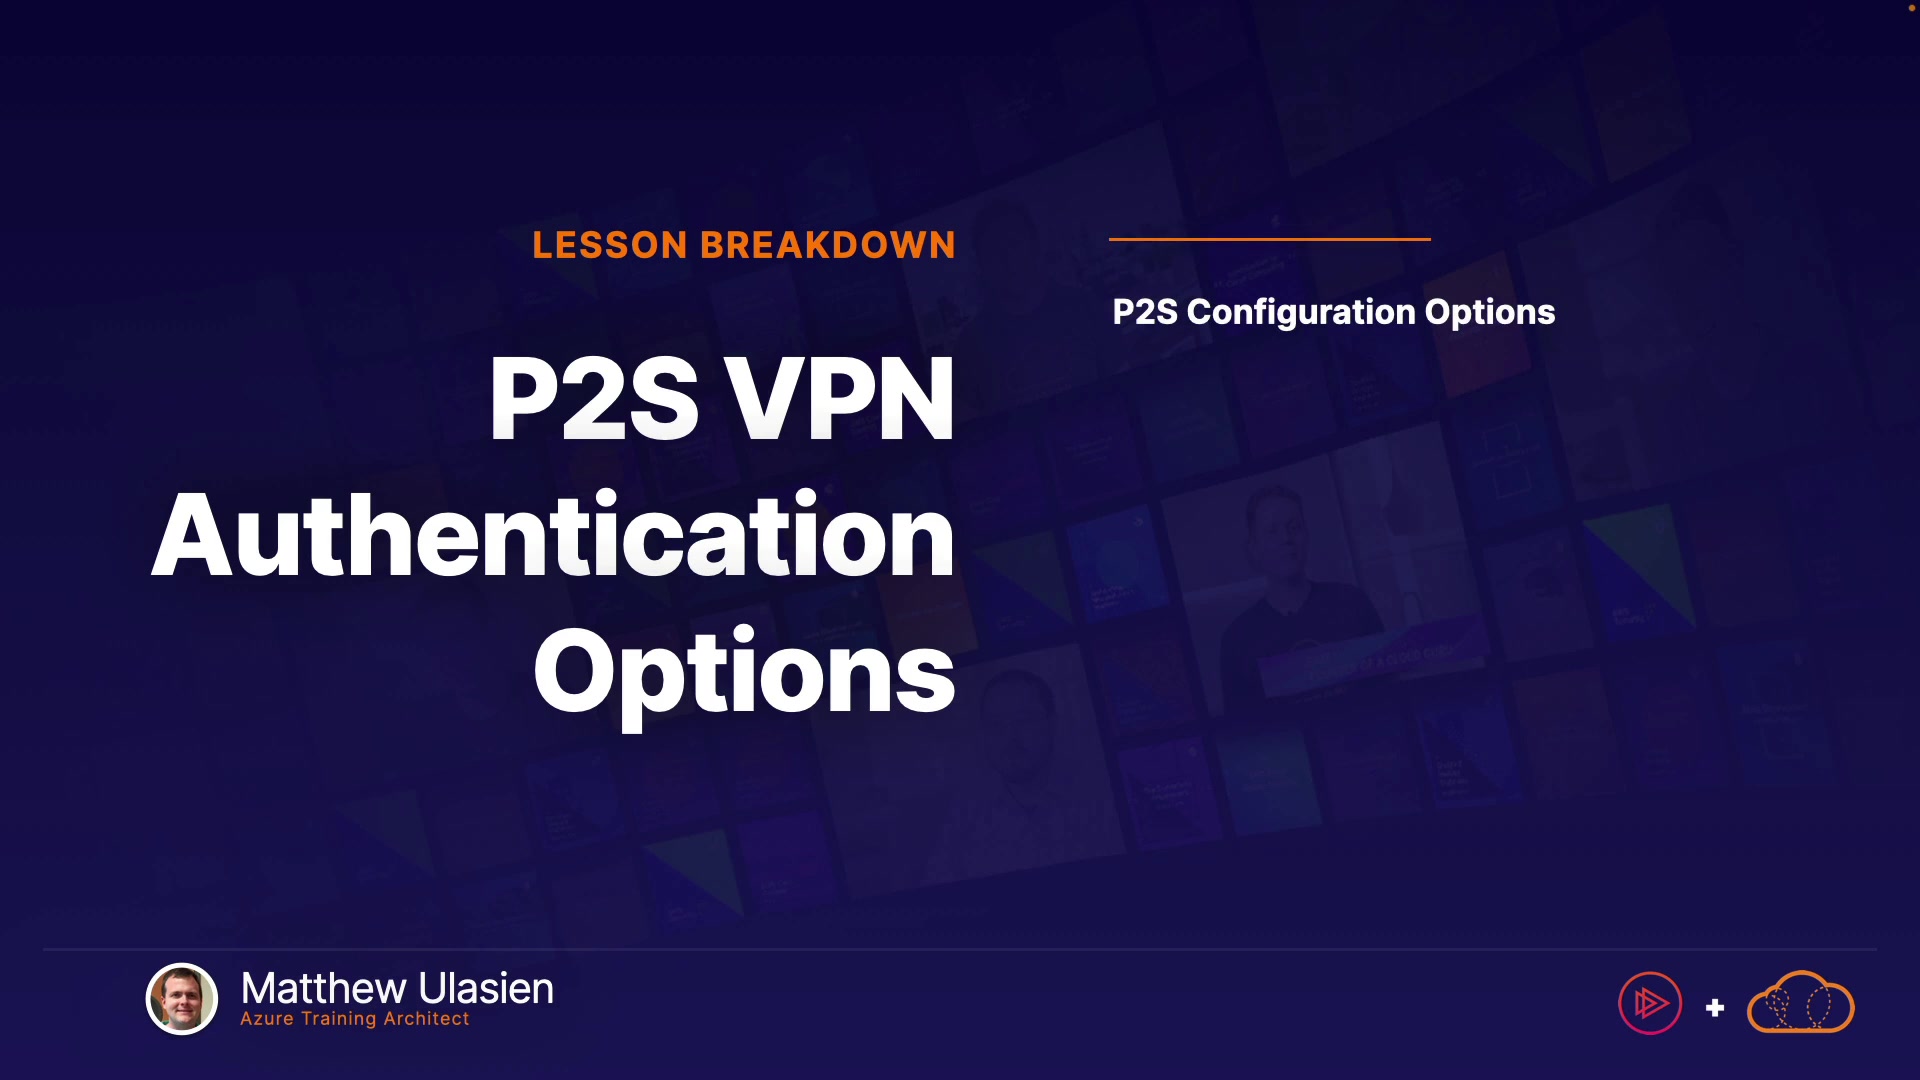 LESSON BREAKDOWN
P2S VPN
Authentication
Options
P2S Configuration Options
Matthew Ulasien
Azure Training Architect